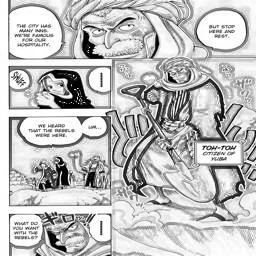 THE CITY HAS
MANY INNS.
WE'RE FAMOUS
FOR OUR
HOSPITALITY.
BUT STOP
HERE AND
REST.
WE HEARD
THAT THE REBELS
WERE HERE.
UM...
TOH-TOH
CITIZEN OF
YUBA
WHAT DO YOU
WANT WITH
THE REBELS?